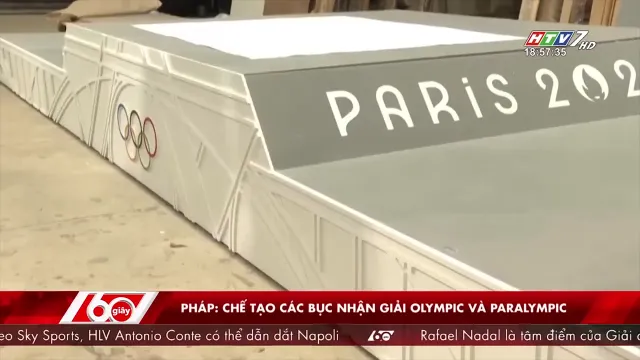 HTV7 HD
18:57:35
PARIS 202
60 giây
PHÁP: CHẾ TẠO CÁC BỤC NHẬN GIẢI OLYMPIC VÀ PARALYMPIC
eo Sky Sports, HLV Antonio Conte có thể dẫn dắt Napoli 60 Rafael Nadal là tâm điểm của Giải